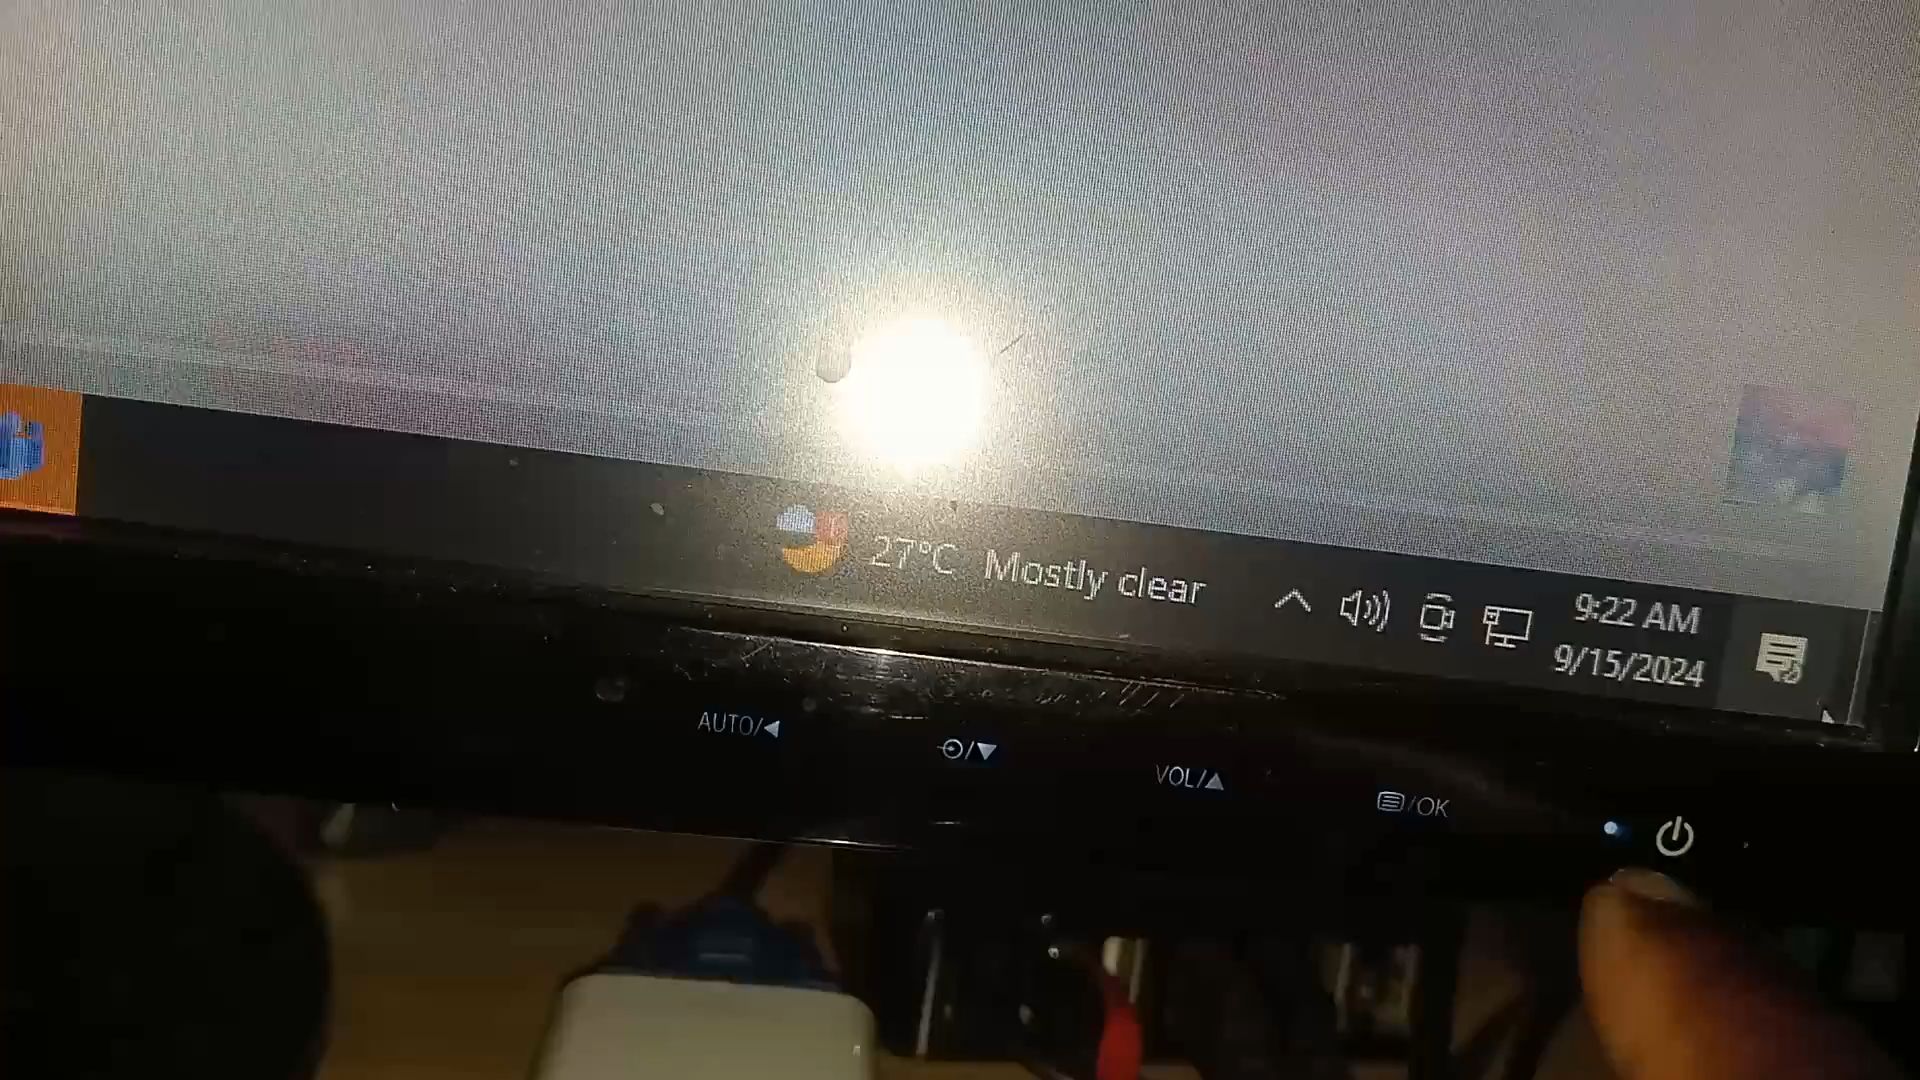 27°C Mostly clear
9:22 AM
9/15/2024
AUTO/◀
/▼
VOL/▲
/OK